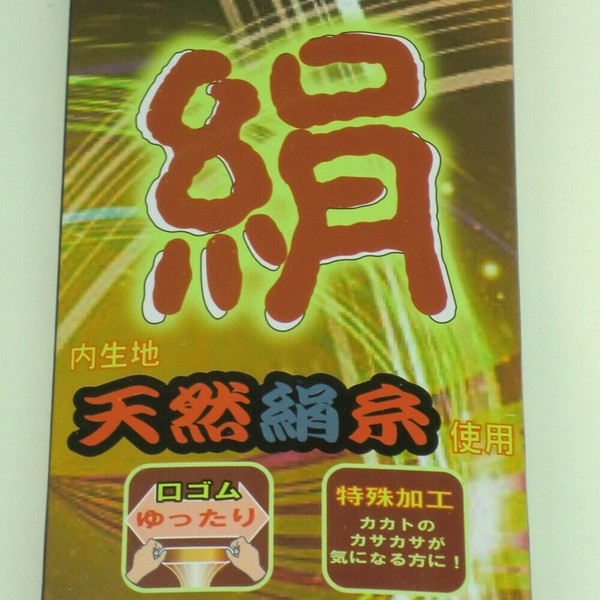 絹
内生地
天然絹糸
使用
口ゴム
ゆったり
特殊加工
カカトの
カサカサが
気になる方に!